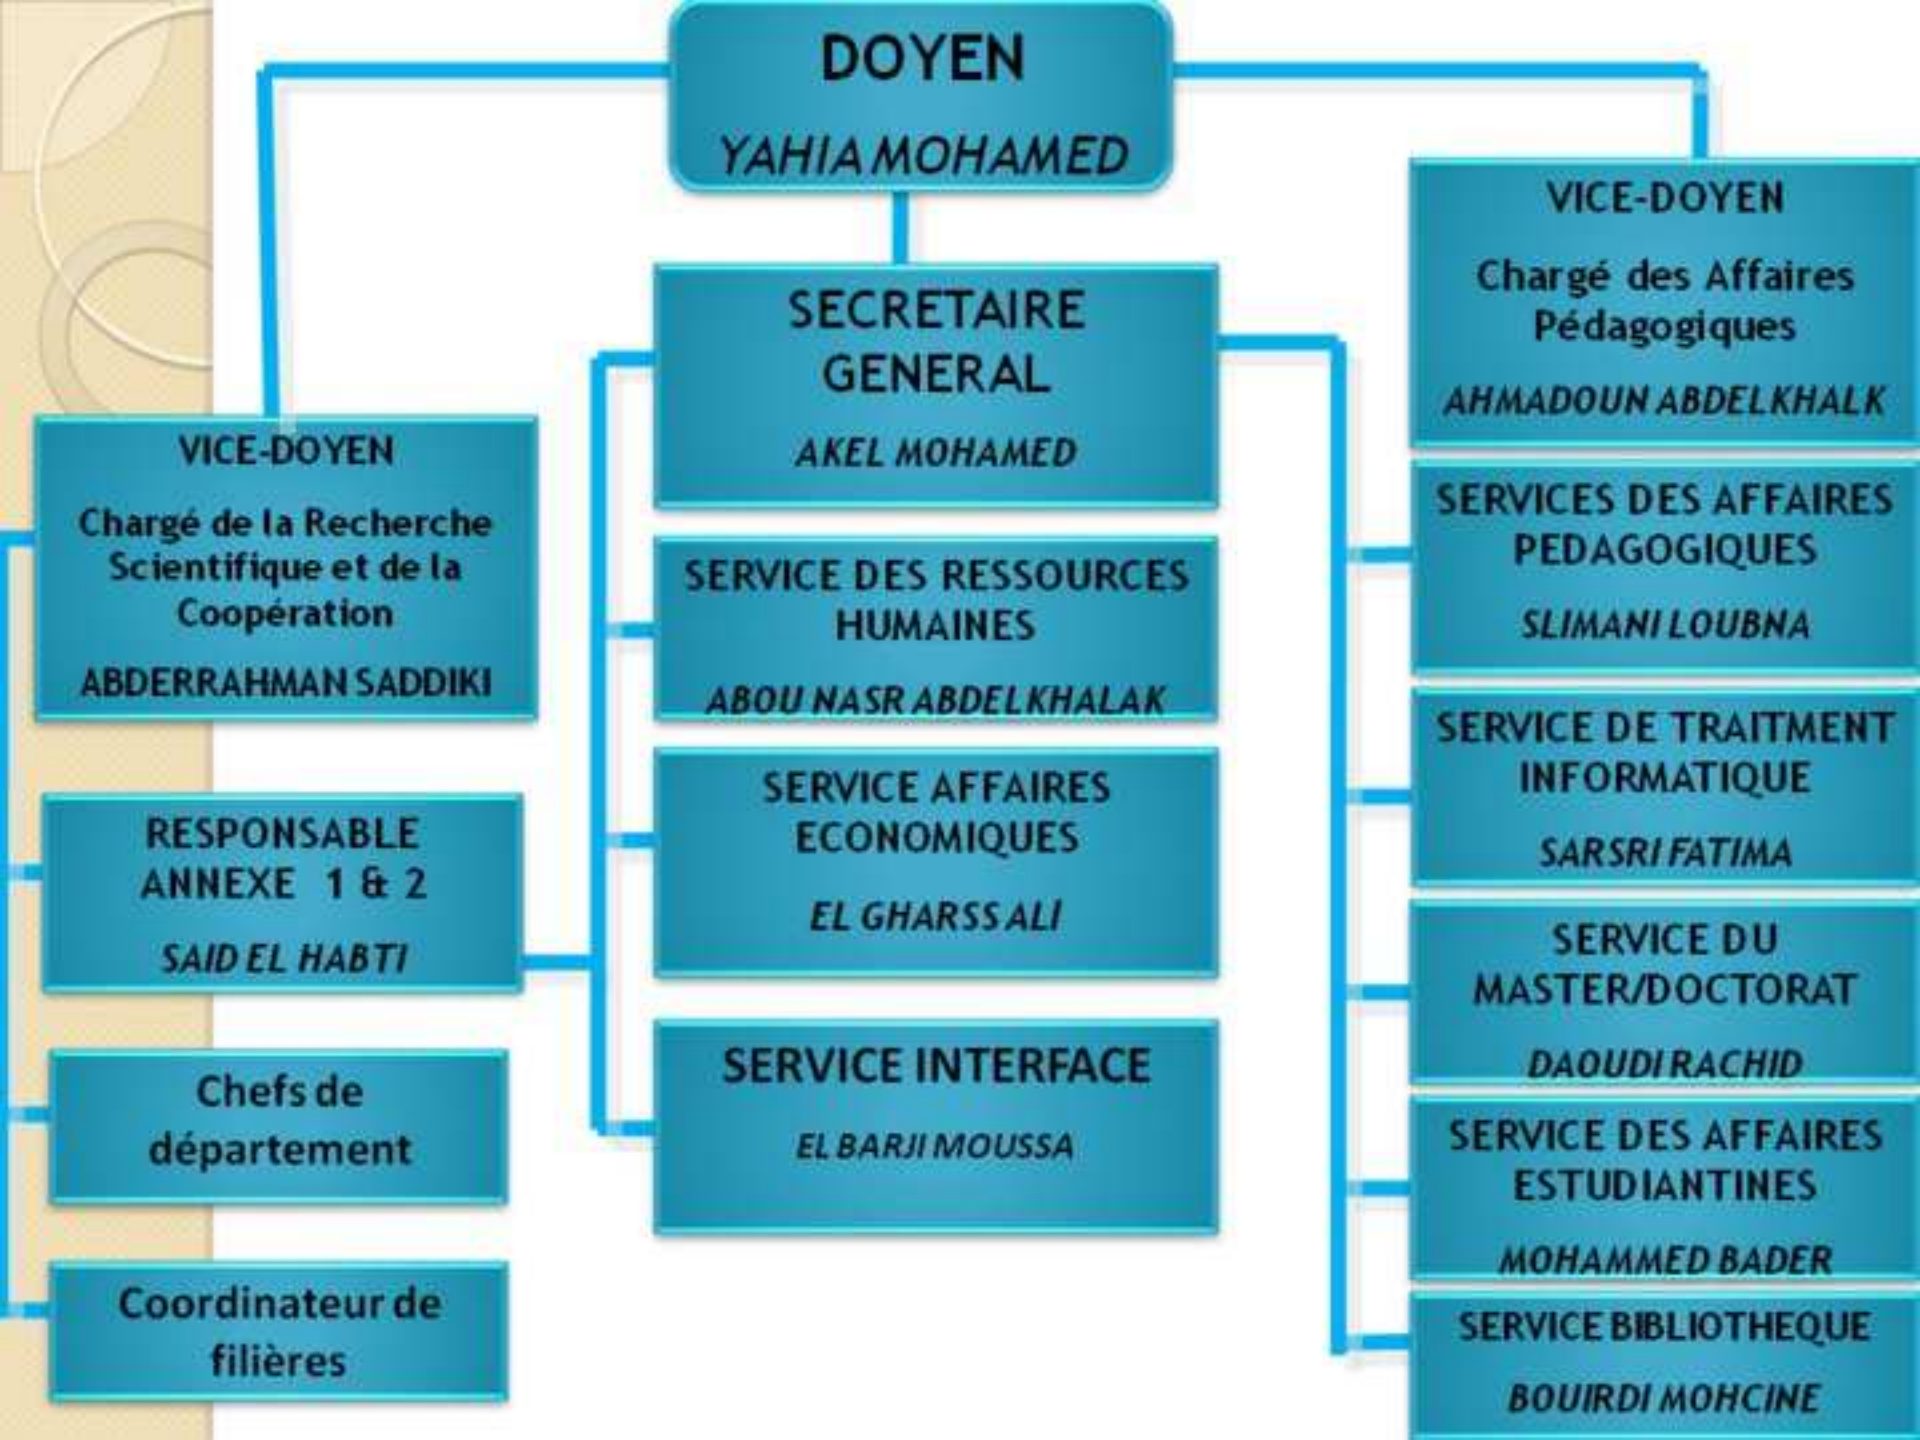 DOYEN
YAHIA MOHAMED
VICE-DOYEN
Chargé des Affaires
Pédagogiques
AHMADOUN ABDELKHALK
SECRETAIRE
GENERAL
AKEL MOHAMED
VICE-DOYEN
Chargé de la Recherche
Scientifique et de la
Coopération
ABDERRAHMAN SADDIKI
RESPONSABLE
ANNEXE 1 & 2
SAID EL HABTI
Chefs de
département
Coordinateur de
filières
SERVICE DES RESSOURCES
HUMAINES
ABOU NASR ABDELKHALAK
SERVICE AFFAIRES
ECONOMIQUES
EL GHARSS ALI
SERVICE INTERFACE
EL BARJI MOUSSA
SERVICES DES AFFAIRES
PEDAGOGIQUES
SLIMANI LOUBNA
SERVICE DE TRAITMENT
INFORMATIQUE
SARSRI FATIMA
SERVICE DU
MASTER/DOCTORAT
DAOUDI RACHID
SERVICE DES AFFAIRES
ESTUDIANTINES
MOHAMMED BADER
SERVICE BIBLIOTHEQUE
BOUIRDI MOHCINE